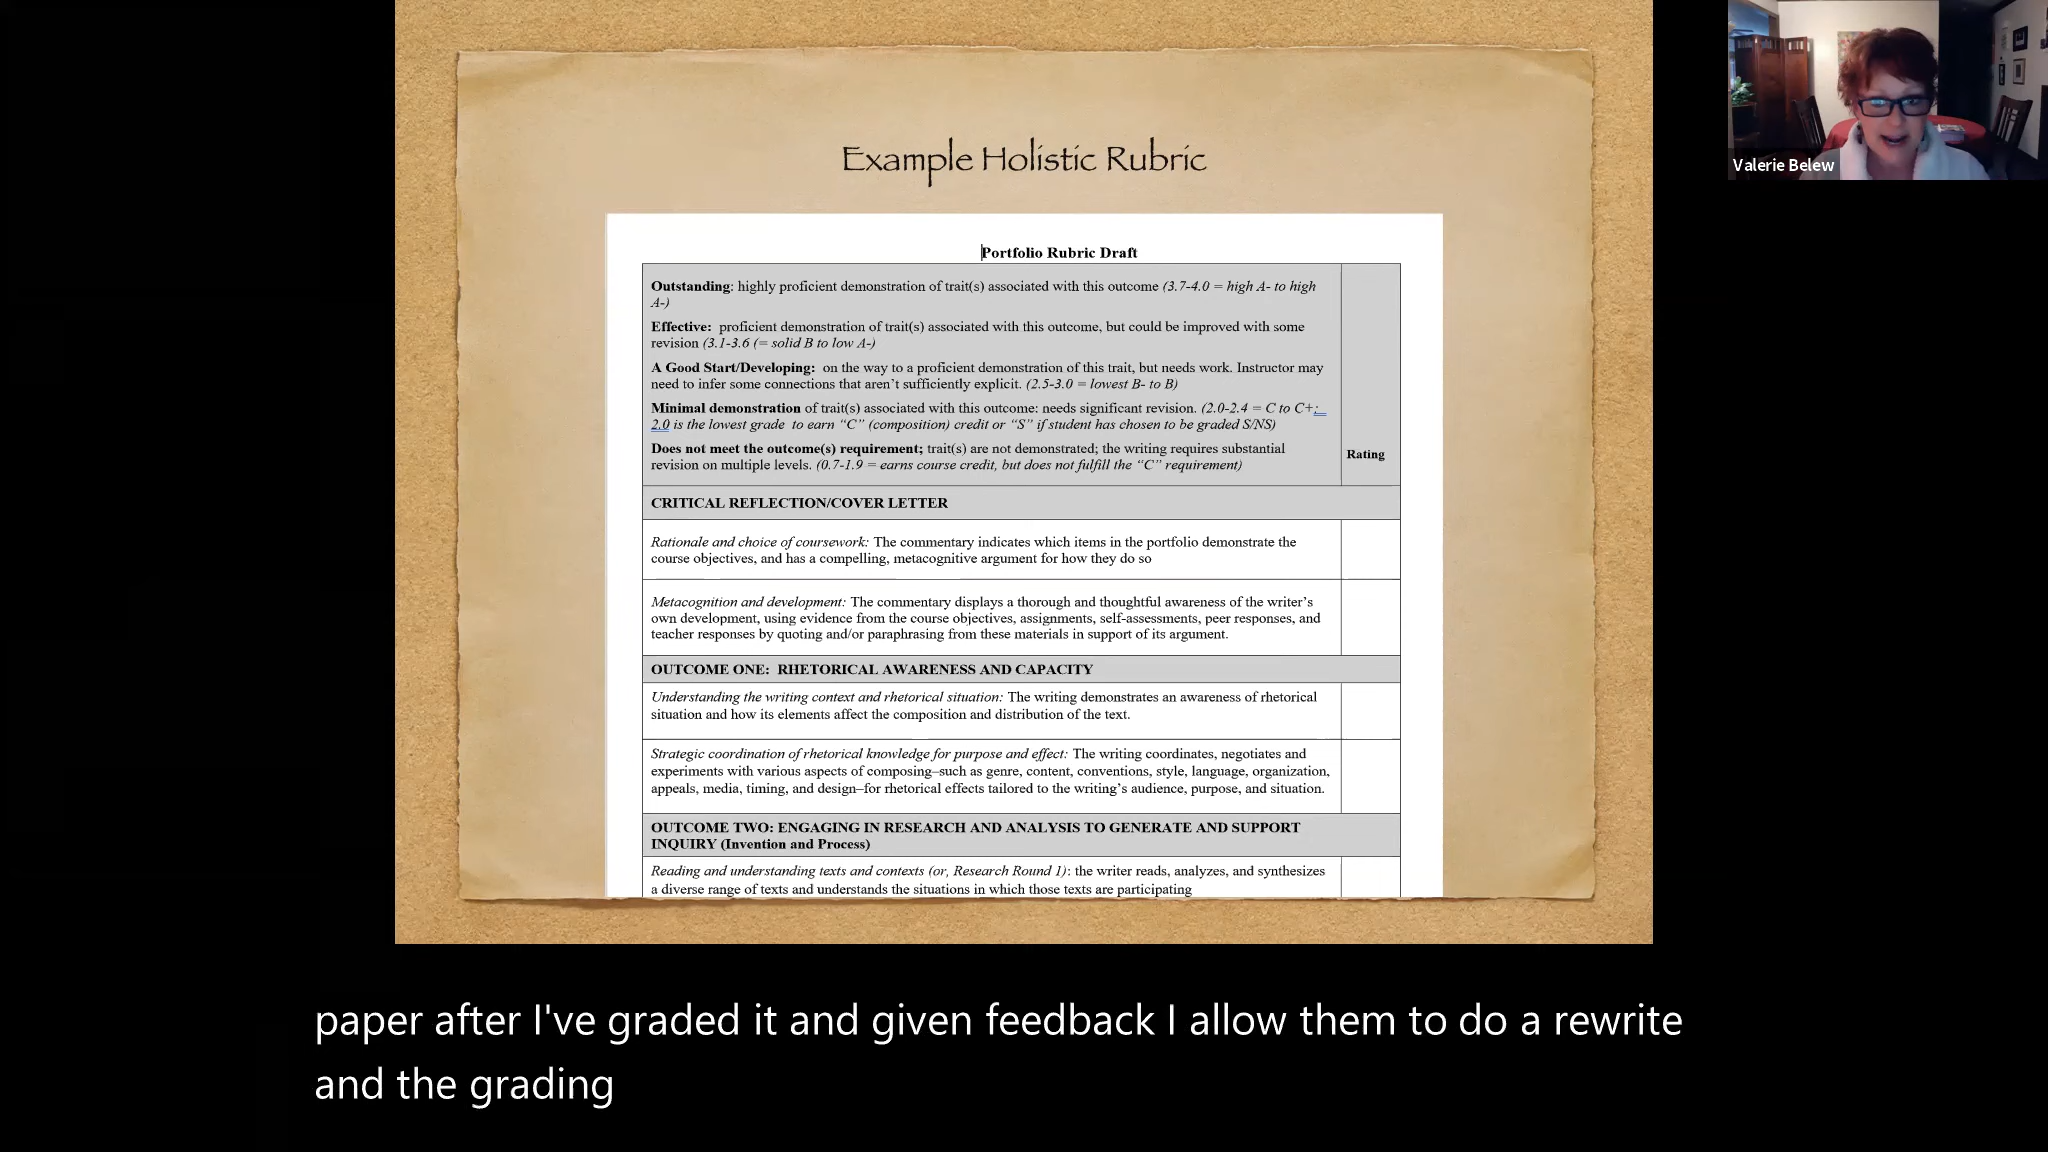 Example Holistic Rubric
Portfolio Rubric Draft
Outstanding: highly proficient demonstration of trait(s) associated with this outcome (3.7-4.0 = high A- to high
A-)
Effective: proficient demonstration of trait(s) associated with this outcome, but could be improved with some
revision (3.1-3.6 (= solid B to low A-)
A Good Start/Developing: on the way to a proficient demonstration of this trait, but needs work. Instructor may
need to infer some connections that aren’t sufficiently explicit. (2.5-3.0 = lowest B- to B)
Minimal demonstration of trait(s) associated with this outcome: needs significant revision. (2.0-2.4 = C to C+;
2.0 is the lowest grade to earn “C” (composition) credit or “S” if student has chosen to be graded S/NS)
Does not meet the outcome(s) requirement; trait(s) are not demonstrated; the writing requires substantial
revision on multiple levels. (0.7-1.9 = earns course credit, but does not fulfill the “C” requirement)
Rating
CRITICAL REFLECTION/COVER LETTER
Rationale and choice of coursework: The commentary indicates which items in the portfolio demonstrate the
course objectives, and has a compelling, metacognitive argument for how they do so
Metacognition and development: The commentary displays a thorough and thoughtful awareness of the writer’s
own development, using evidence from the course objectives, assignments, self-assessments, peer responses, and
teacher responses by quoting and/or paraphrasing from these materials in support of its argument.
OUTCOME ONE: RHETORICAL AWARENESS AND CAPACITY
Understanding the writing context and rhetorical situation: The writing demonstrates an awareness of rhetorical
situation and how its elements affect the composition and distribution of the text.
Strategic coordination of rhetorical knowledge for purpose and effect: The writing coordinates, negotiates and
experiments with various aspects of composing–such as genre, content, conventions, style, language, organization,
appeals, media, timing, and design–for rhetorical effects tailored to the writing’s audience, purpose, and situation.
OUTCOME TWO: ENGAGING IN RESEARCH AND ANALYSIS TO GENERATE AND SUPPORT
INQUIRY (Invention and Process)
Reading and understanding texts and contexts (or, Research Round 1): the writer reads, analyzes, and synthesizes
a diverse range of texts and understands the situations in which those texts are participating
Valerie Belew
paper after I've graded it and given feedback I allow them to do a rewrite
and the grading